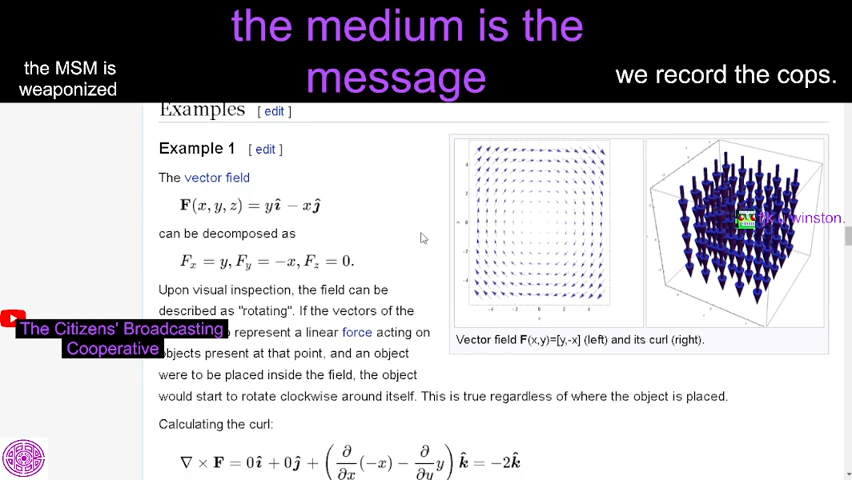 the medium is the
message
the MSM is
weaponized
we record the cops.
Examples [ edit ]
Example 1 [ edit ]
The vector field
F(x, y, z) = yı̂ − xȷ̂
can be decomposed as
Fx = y, Fy = −x, Fz = 0.
Upon visual inspection, the field can be
described as "rotating". If the vectors of the
represent a linear force acting on
objects present at that point, and an object
were to be placed inside the field, the object
would start to rotate clockwise around itself. This is true regardless of where the object is placed.
Calculating the curl:
∇ × F = 0ı̂ + 0ȷ̂ + ( ∂/∂x (−x) − ∂/∂y y ) k̂ = −2k̂
Vector field F(x,y)=[y,-x] (left) and its curl (right).
winston.
The Citizens' Broadcasting
Cooperative